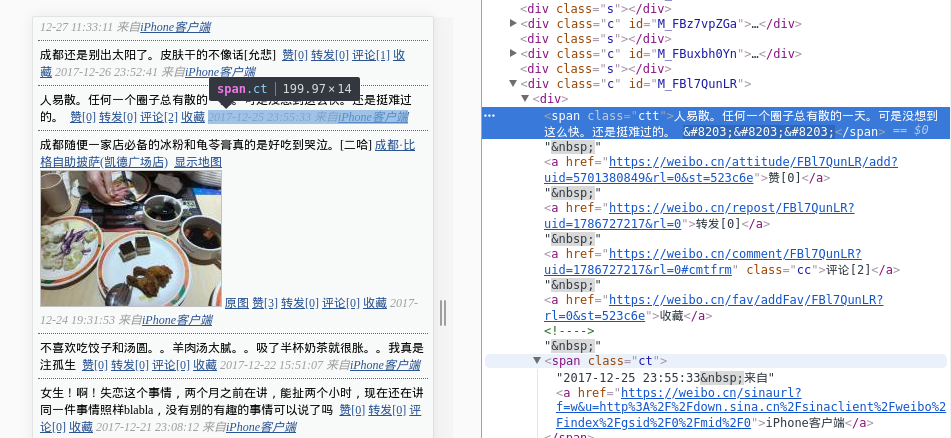 12-27 11:33:11 来自iPhone客户端
成都还是别出太阳了。皮肤干的不像话[允悲]  赞[0] 转发[0] 评论[1] 收
藏 2017-12-26 23:52:41 来自iPhone客户端
span.ct | 199.97 × 14
人易散。任何一个圈子总有散的一天。可是没想到这么快。还是挺难过
的。  赞[0] 转发[0] 评论[2] 收藏 2017-12-25 23:55:33 来自iPhone客户端
成都随便一家店必备的冰粉和龟苓膏真的是好吃到哭泣。[二哈] 成都·比
格自助披萨(凯德广场店)  显示地图
原图 赞[3] 转发[0] 评论[0] 收藏 2017-
12-24 19:31:53 来自iPhone客户端
不喜欢吃饺子和汤圆。。羊肉汤太腻。。吸了半杯奶茶就很胀。。我真是
注孤生  赞[0] 转发[0] 评论[0] 收藏 2017-12-22 15:51:07 来自iPhone客户端
女生！啊！失恋这个事情，两个月之前在讲，能扯两个小时，现在还在讲
同一件事情照样blabla，没有别的有趣的事情可以说了吗  赞[0] 转发[0] 评
论[0] 收藏 2017-12-21 23:08:12 来自iPhone客户端
<div class="s"></div>
<div class="c" id="M_FBz7vpZGa">…</div>
<div class="s"></div>
<div class="c" id="M_FBuxbh0Yn">…</div>
<div class="s"></div>
<div class="c" id="M_FBl7QunLR">
<div>
<span class="ctt">人易散。任何一个圈子总有散的一天。可是没想到
这么快。还是挺难过的。 &#8203;&#8203;&#8203;</span> == $0
"&nbsp;"
<a href="https://weibo.cn/attitude/FBl7QunLR/add?
uid=5701380849&rl=0&st=523c6e">赞[0]</a>
"&nbsp;"
<a href="https://weibo.cn/repost/FBl7QunLR?
uid=1786727217&rl=0">转发[0]</a>
"&nbsp;"
<a href="https://weibo.cn/comment/FBl7QunLR?
uid=1786727217&rl=0#cmtfrm" class="cc">评论[2]</a>
"&nbsp;"
<a href="https://weibo.cn/fav/addFav/FBl7QunLR?
rl=0&st=523c6e">收藏</a>
<!---->
"&nbsp;"
<span class="ct">
"2017-12-25 23:55:33&nbsp;来自"
<a href="https://weibo.cn/sinaurl?
f=w&u=http%3A%2F%2Fdown.sina.cn%2Fsinaclient%2Fweibo%2
Findex%2Fgsid%2F0%2Fmid%2F0">iPhone客户端</a>
</span>